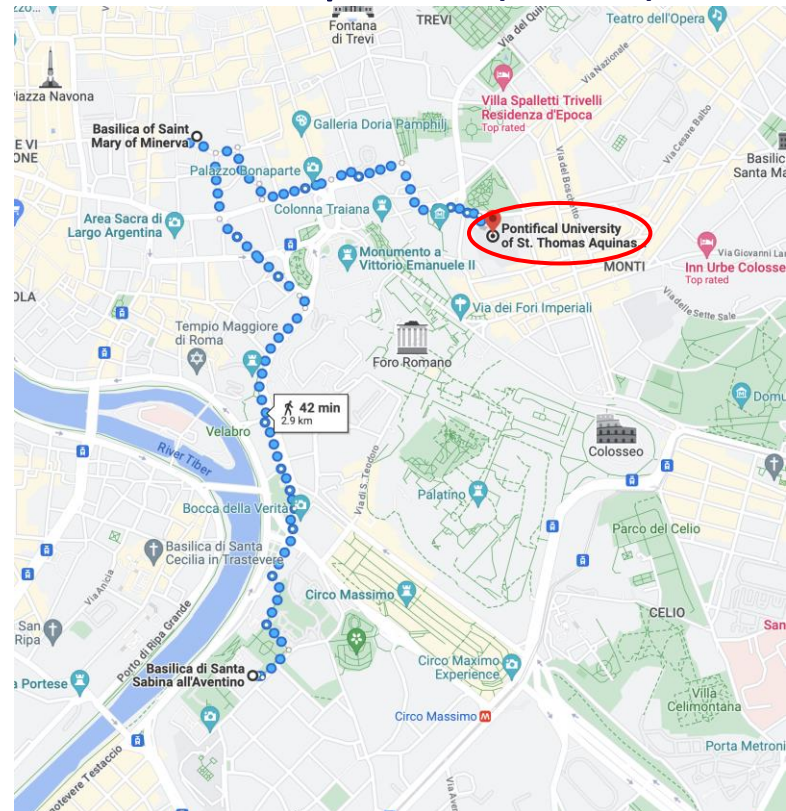 Fontana
di Trevi
TREVI
Via del Quir
Teatro dell'Opera
Via Nazionale
iazza Navona
Villa Spalletti Trivelli
Residenza d'Epoca
Top rated
Via Cesare Balbo
Basilica of Saint
Mary of Minerva
Galleria Doria Pamphilj
E VI
ONE
Palazzo Bonaparte
Via del Boschetto
Basilic
Santa Ma
Colonna Traiana
Area Sacra di
Largo Argentina
Pontifical University
of St. Thomas Aquinas
Monumento a
Vittorio Emanuele II
MONTI
Via Giovanni Lan
Inn Urbe Colosse
Top rated
OLA
Via dei Fori Imperiali
Via delle Sette Sale
Tempio Maggiore
di Roma
Foro Romano
Domu
42 min
2.9 km
Velabro
River Tiber
Colosseo
Via di S. Teodoro
Palatino
Bocca della Verità
Parco del Celio
Basilica di Santa
Cecilia in Trastevere
Via Anicia
Circo Massimo
CELIO
San
Ripa
Porto di Ripa Grande
San
Basilica di Santa
Sabina all'Aventino
Circo Maximo
Experience
a Portese
Villa
Celimontana
Circo Massimo M
Porta Metroni
notevere Testaccio
Via Aven